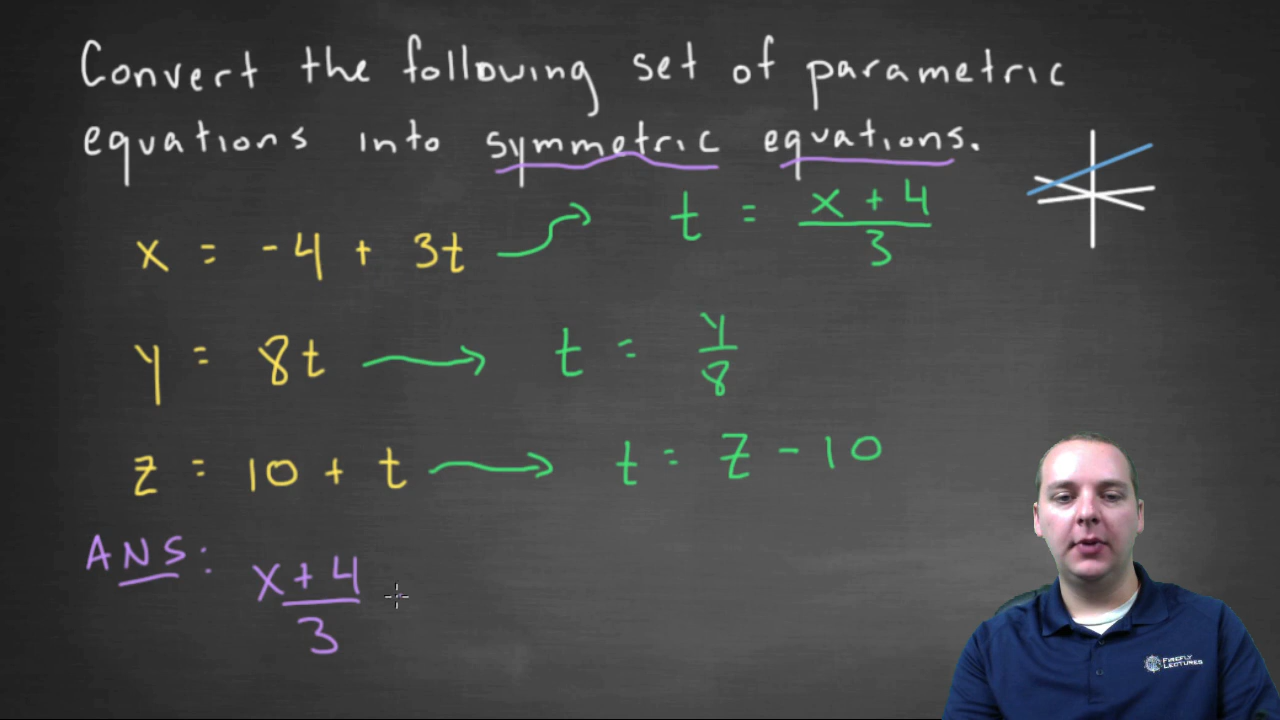 Convert the following set of parametric
equations into symmetric equations.
x = -4 + 3t → t = (x + 4)/3
y = 8t → t = y/8
z = 10 + t → t = z - 10
ANS: (x + 4)/3
FIREFLY
LECTURES